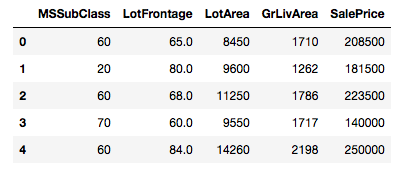 MSSubClass LotFrontage LotArea GrLivArea SalePrice
0 60 65.0 8450 1710 208500
1 20 80.0 9600 1262 181500
2 60 68.0 11250 1786 223500
3 70 60.0 9550 1717 140000
4 60 84.0 14260 2198 250000